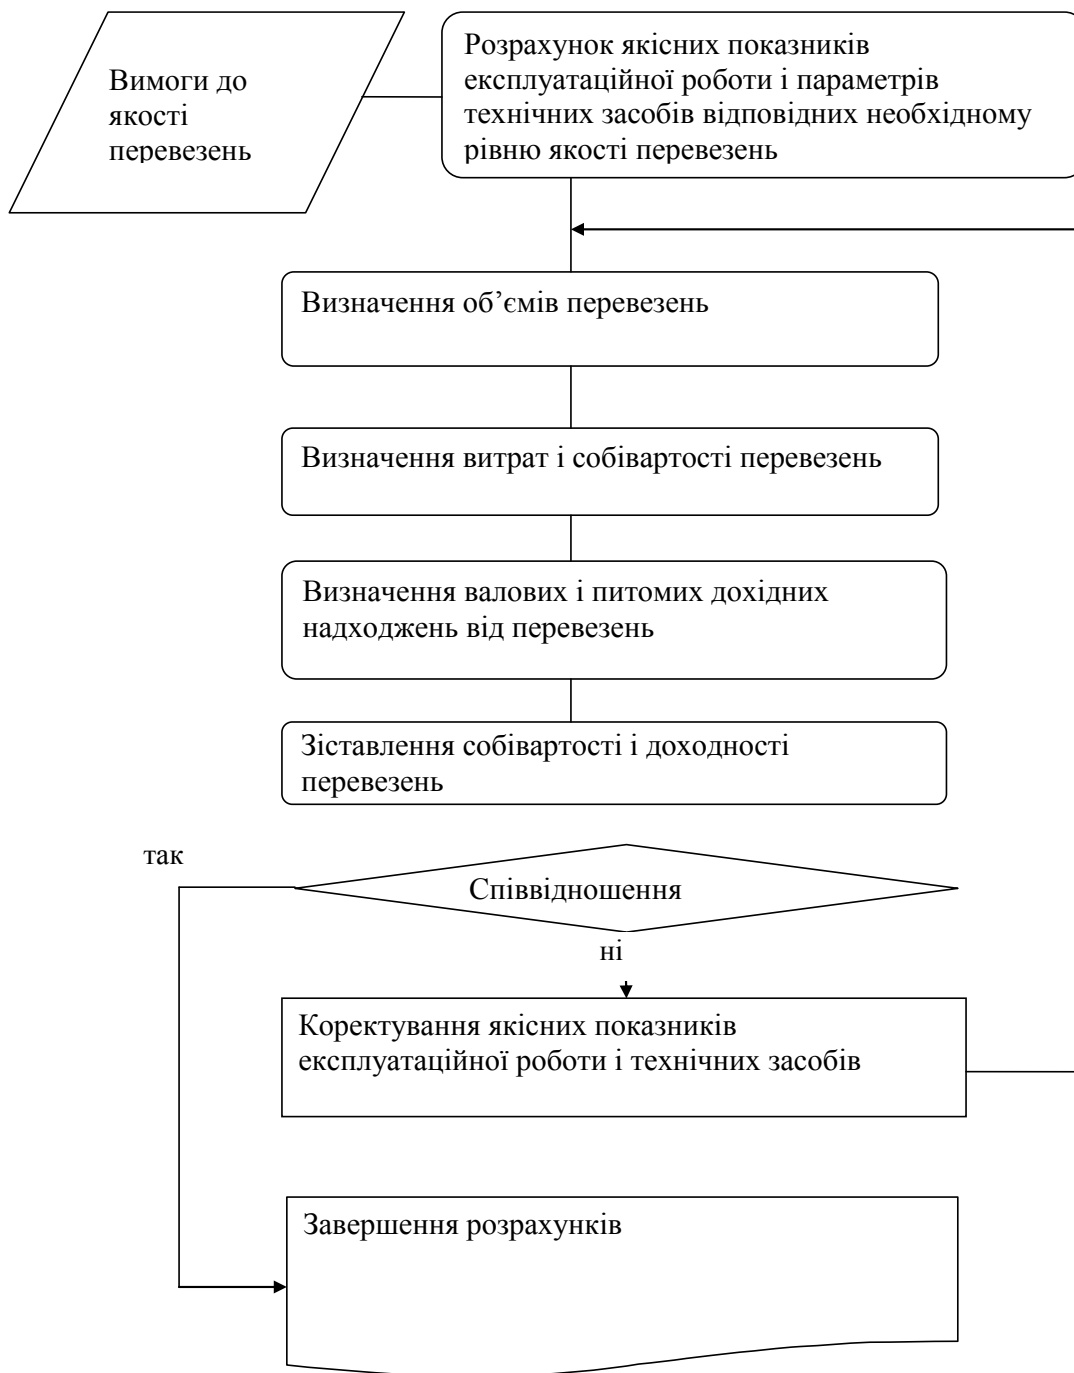 Вимоги до
якості
перевезень
Розрахунок якісних показників
експлуатаційної роботи і параметрів
технічних засобів відповідних необхідному
рівню якості перевезень
Визначення об’ємів перевезень
Визначення витрат і собівартості перевезень
Визначення валових і питомих дохідних
надходжень від перевезень
Зіставлення собівартості і доходності
перевезень
так
Співвідношення
ні
Коректування якісних показників
експлуатаційної роботи і технічних засобів
Завершення розрахунків